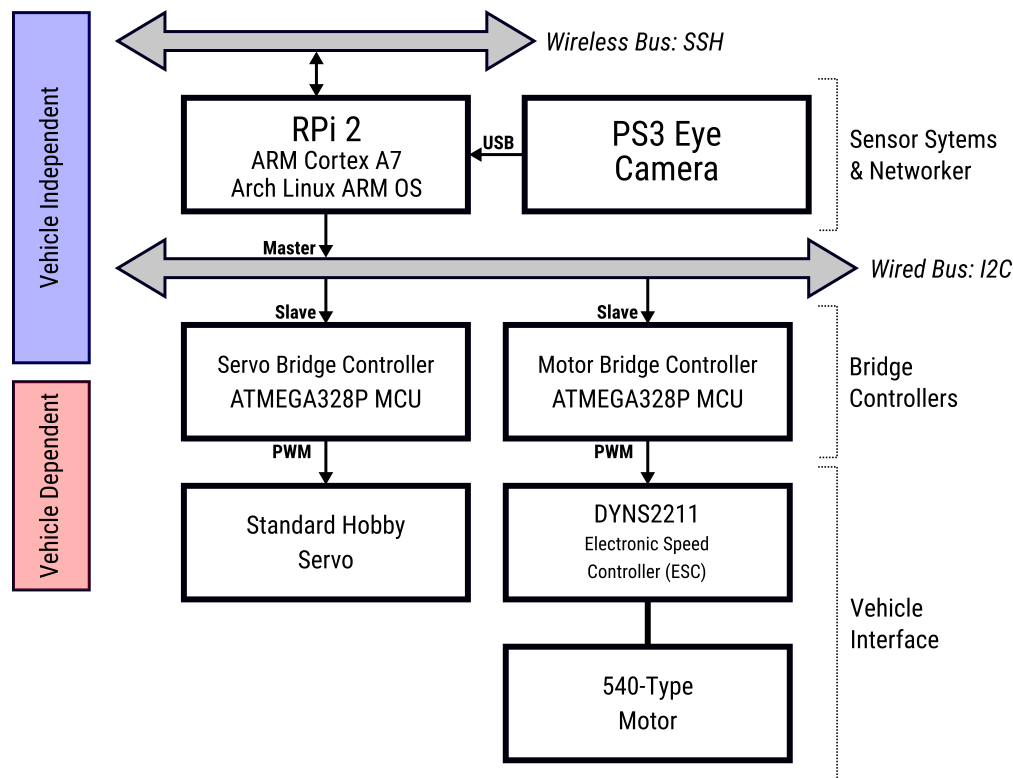 Vehicle Independent
Vehicle Dependent
Wireless Bus: SSH
RPi 2
ARM Cortex A7
Arch Linux ARM OS
USB
PS3 Eye
Camera
Sensor Sytems
& Networker
Master
Wired Bus: I2C
Slave
Slave
Servo Bridge Controller
ATMEGA328P MCU
Motor Bridge Controller
ATMEGA328P MCU
Bridge
Controllers
PWM
PWM
Standard Hobby
Servo
DYNS2211
Electronic Speed
Controller (ESC)
Vehicle
Interface
540-Type
Motor